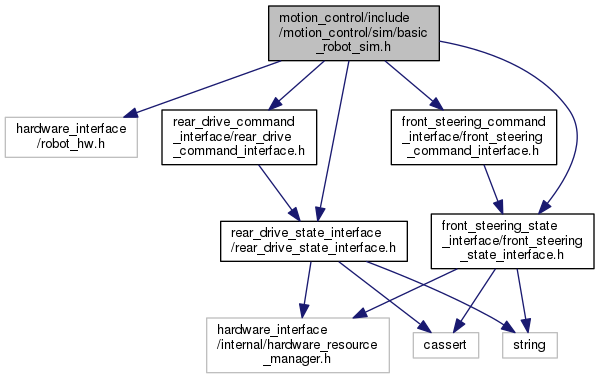 motion_control/include
/motion_control/sim/basic
_robot_sim.h
hardware_interface
/robot_hw.h
rear_drive_command
_interface/rear_drive
_command_interface.h
front_steering_command
_interface/front_steering
_command_interface.h
rear_drive_state_interface
/rear_drive_state_interface.h
front_steering_state
_interface/front_steering
_state_interface.h
hardware_interface
/internal/hardware_resource
_manager.h
cassert
string